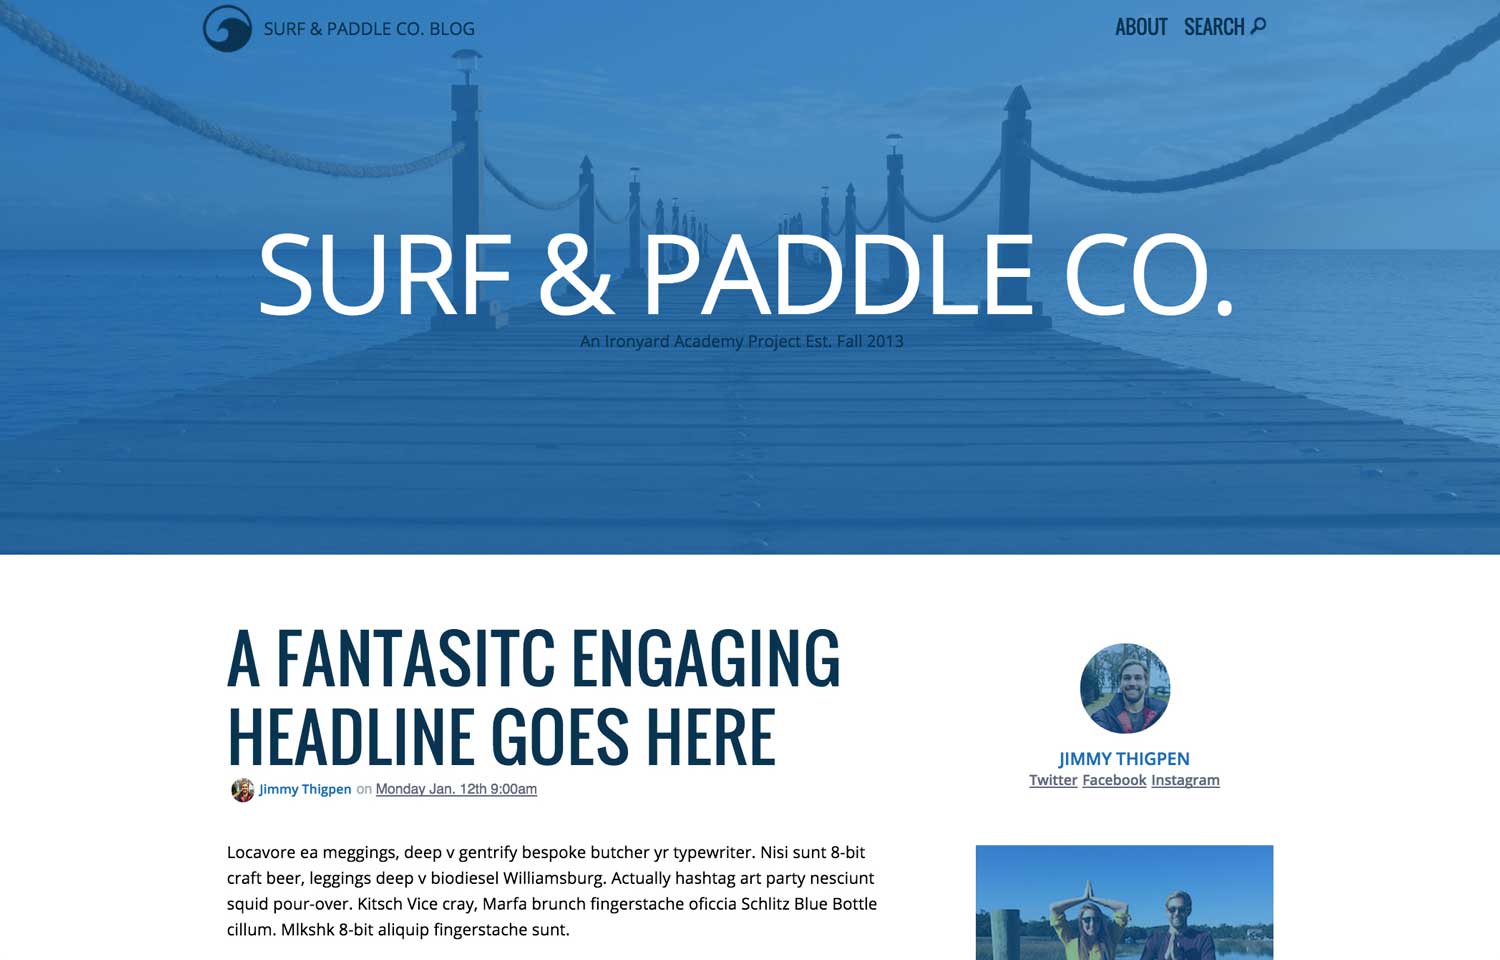 SURF & PADDLE CO. BLOG
ABOUT SEARCH
SURF & PADDLE CO.
An Ironyard Academy Project Est. Fall 2013
A FANTASITC ENGAGING
HEADLINE GOES HERE
Jimmy Thigpen on Monday Jan. 12th 9:00am
Locavore ea meggings, deep v gentrify bespoke butcher yr typewriter. Nisi sunt 8-bit
craft beer, leggings deep v biodiesel Williamsburg. Actually hashtag art party nesciunt
squid pour-over. Kitsch Vice cray, Marfa brunch fingerstache officcia Schlitz Blue Bottle
cillum. Mlkshk 8-bit aliquip fingerstache sunt.
JIMMY THIGPEN
Twitter Facebook Instagram